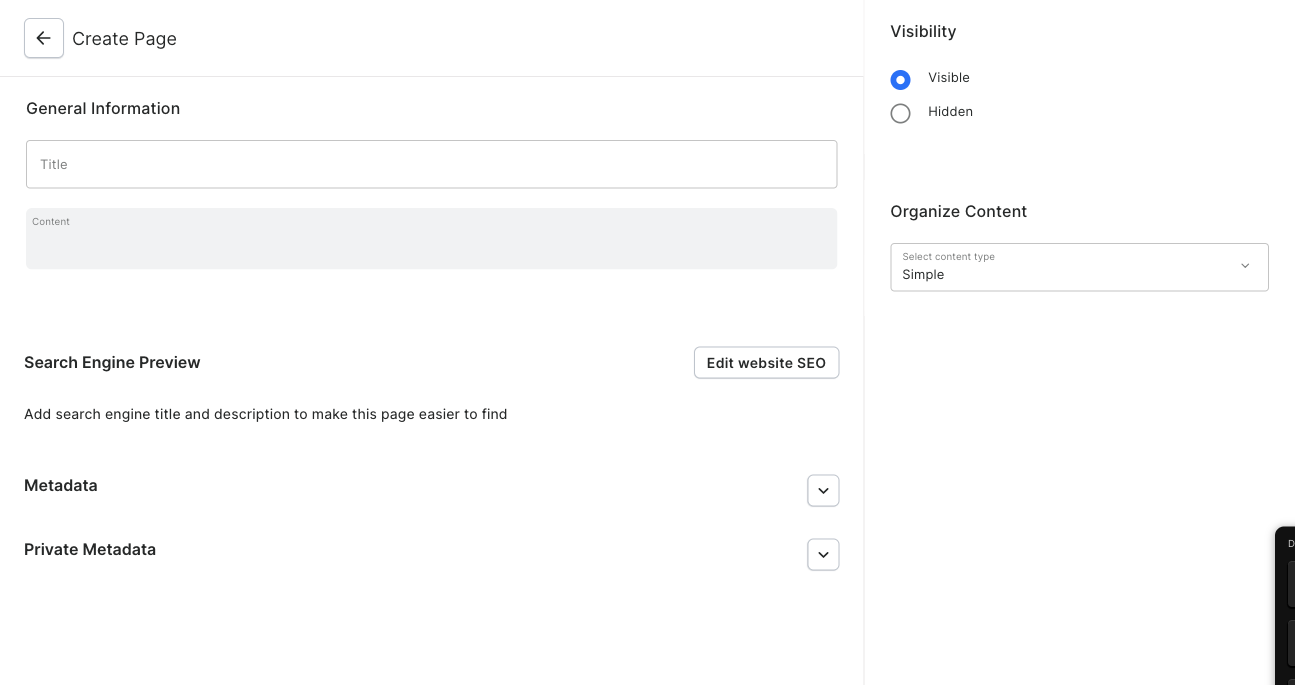 Create Page
General Information
Title
Content
Search Engine Preview
Edit website SEO
Add search engine title and description to make this page easier to find
Metadata
Private Metadata
Visibility
Visible
Hidden
Organize Content
Select content type
Simple